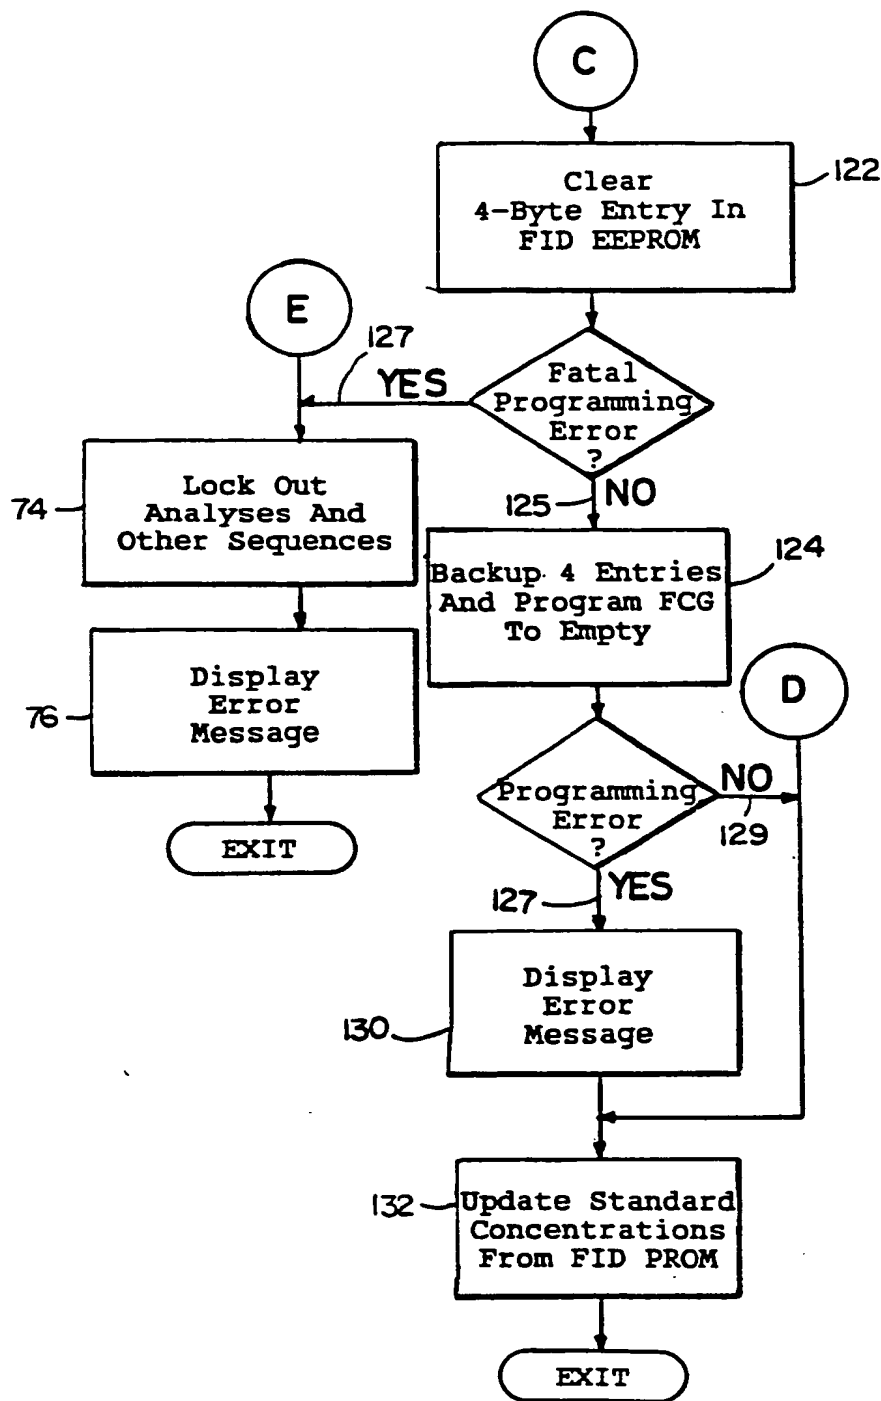 C
Clear
4-Byte Entry In
FID EEPROM
122
E
127
YES
Fatal
Programming
Error
?
125
NO
74
Lock Out
Analyses And
Other Sequences
124
Backup 4 Entries
And Program FCG
To Empty
76
Display
Error
Message
D
EXIT
Programming
Error
?
NO
129
127
YES
130
Display
Error
Message
132
Update Standard
Concentrations
From FID PROM
EXIT